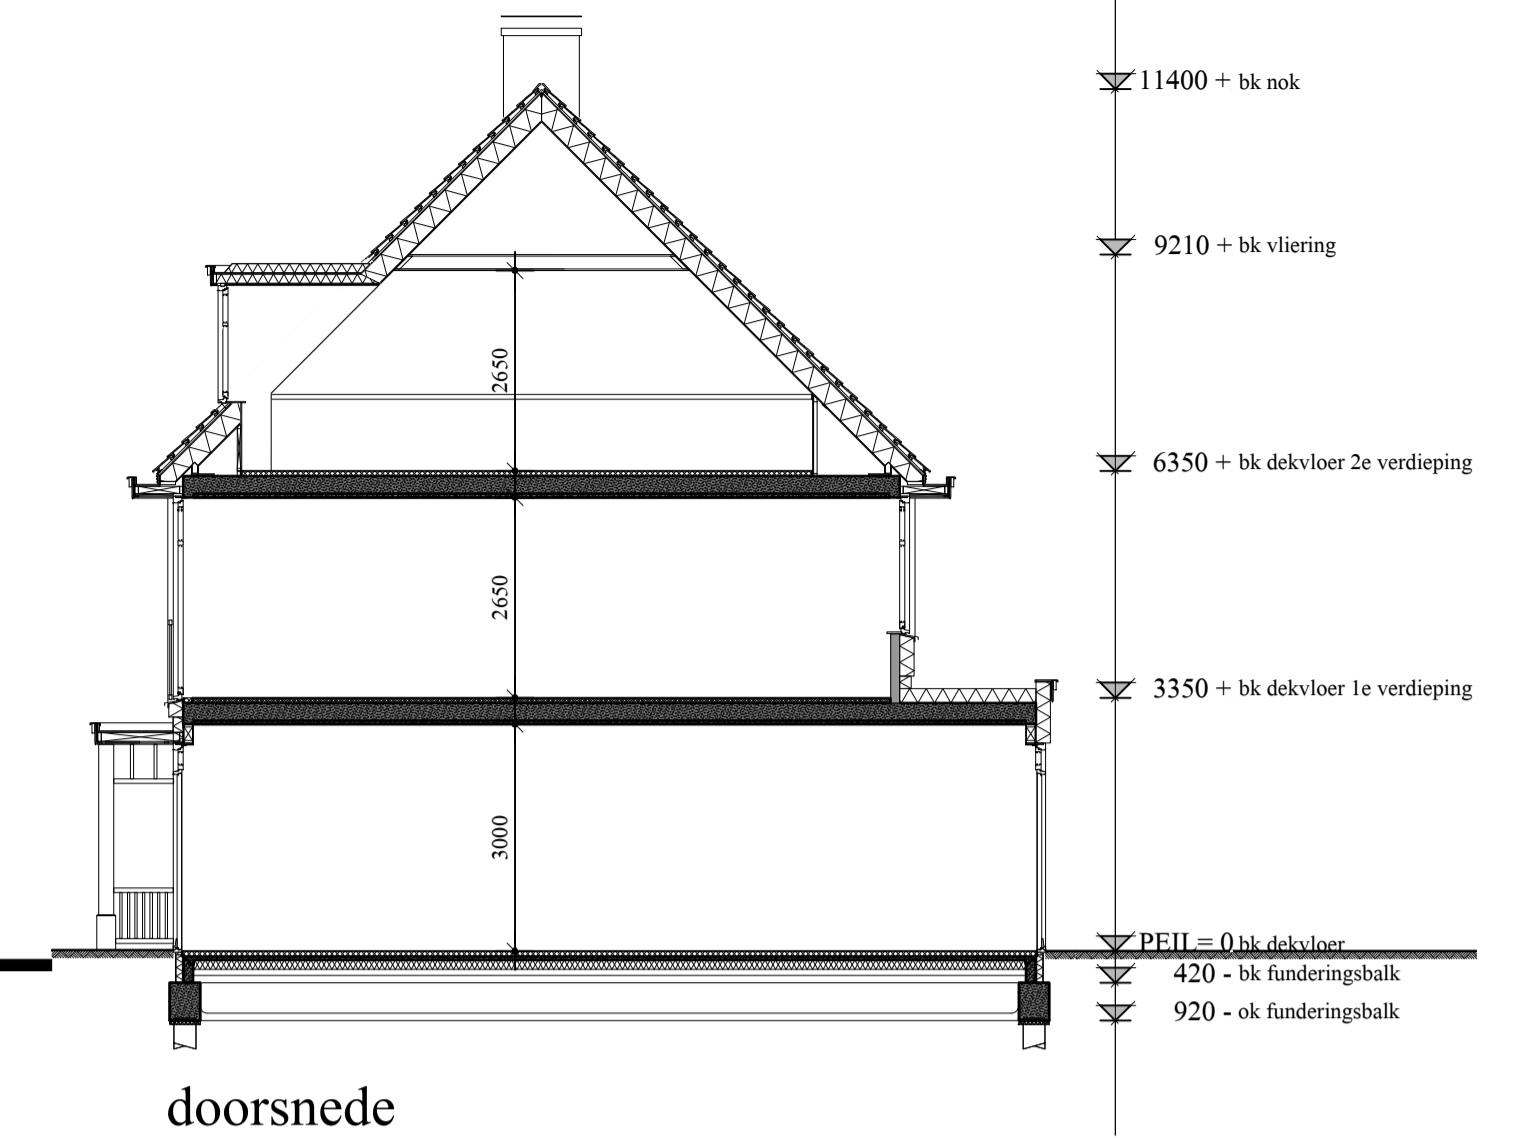 11400 + bk nok
9210 + bk vliering
2650
6350 + bk dekvloer 2e verdieping
2650
3350 + bk dekvloer 1e verdieping
3000
PEIL= 0 bk dekvloer
420 - bk funderingsbalk
920 - ok funderingsbalk
doorsnede